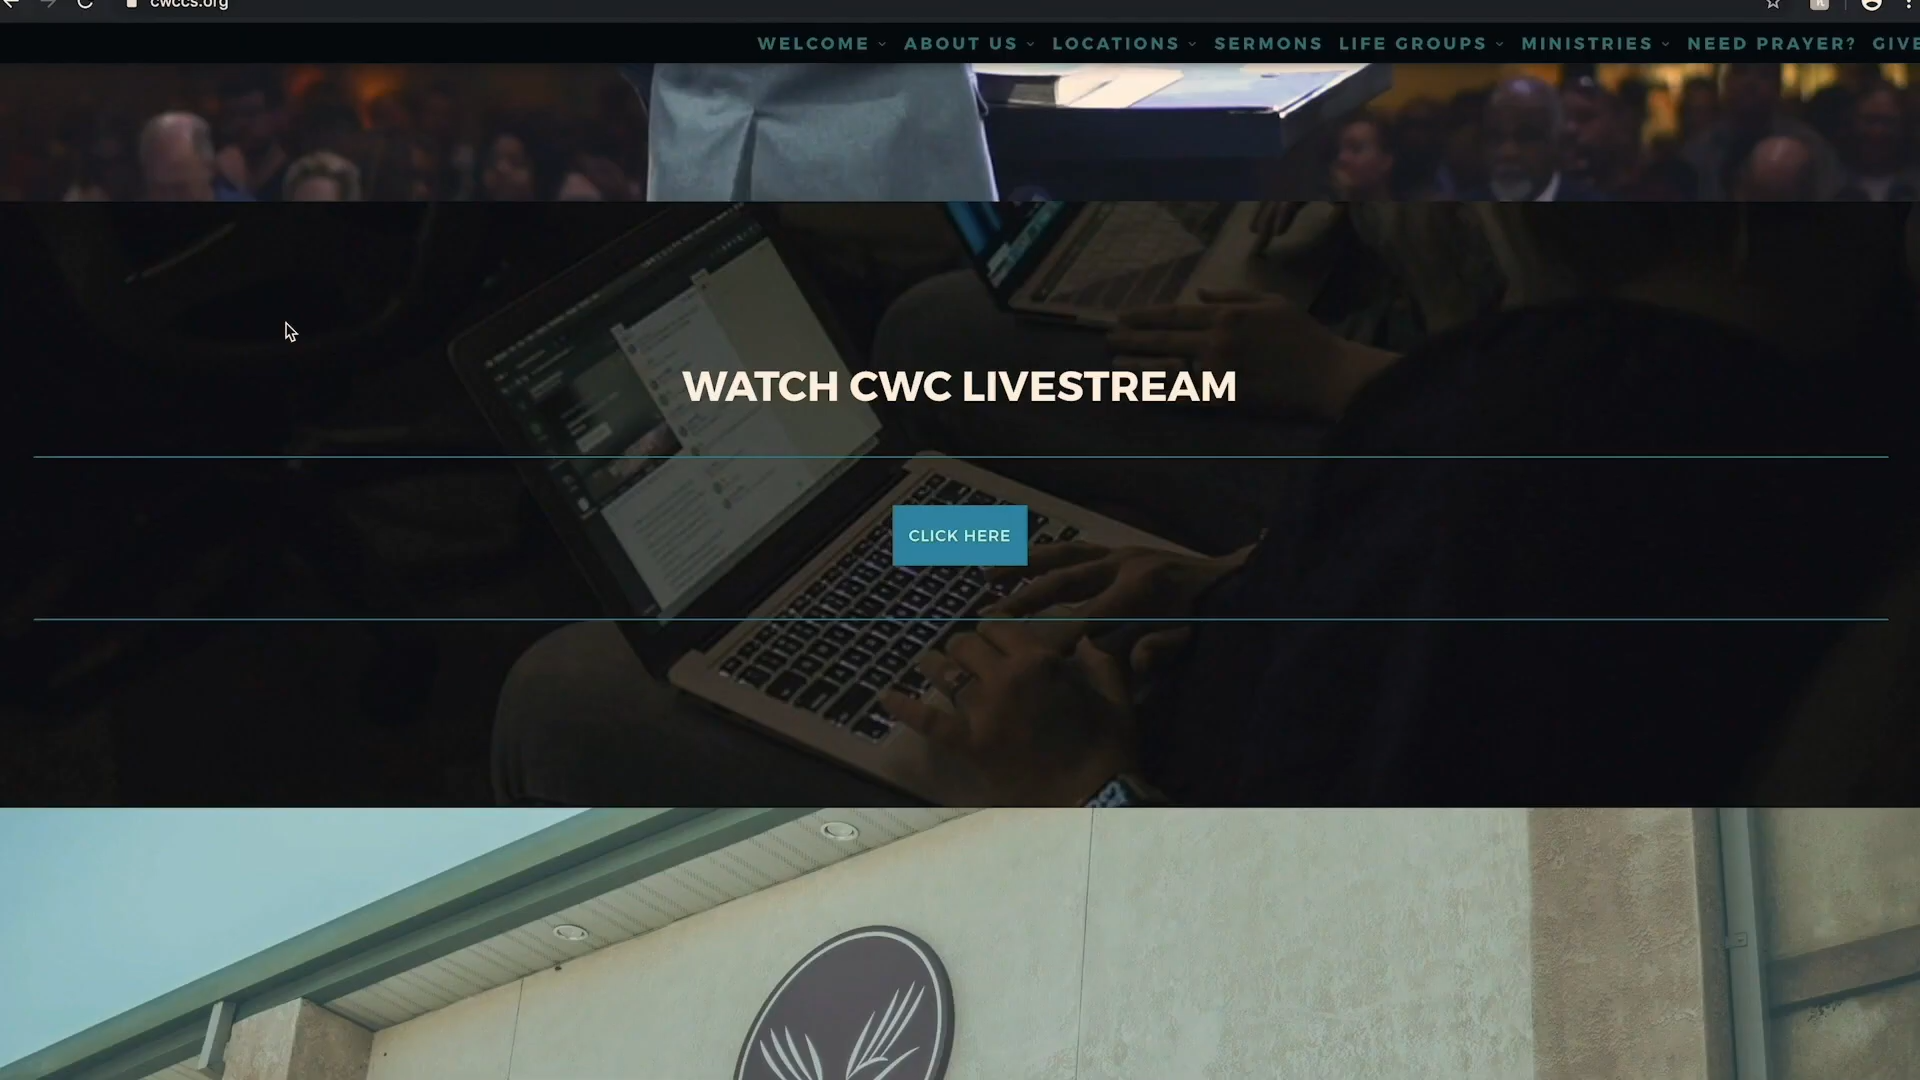 cwccs.org
WELCOME ABOUT US LOCATIONS SERMONS LIFE GROUPS MINISTRIES NEED PRAYER? GIVE
WATCH CWC LIVESTREAM
CLICK HERE